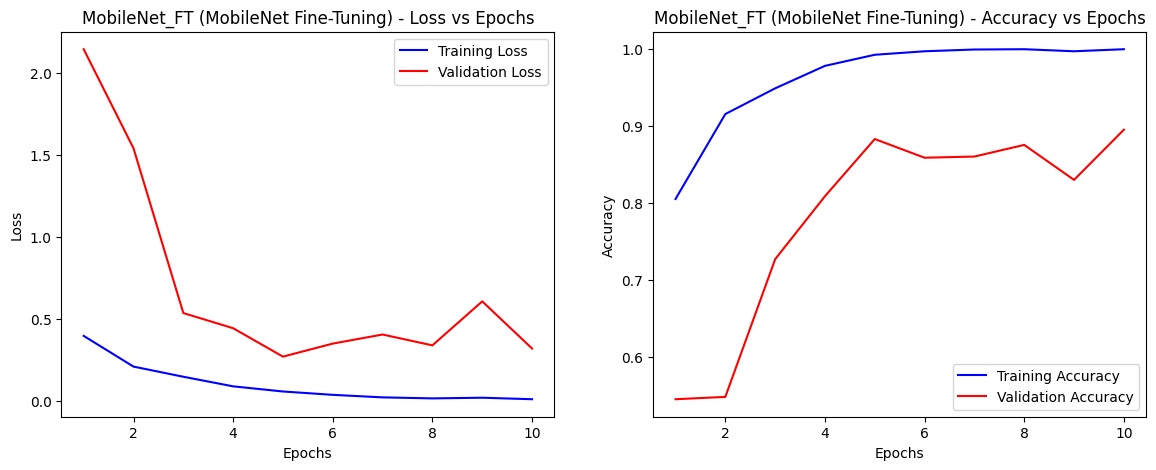 MobileNet_FT (MobileNet Fine-Tuning) - Loss vs Epochs
Training Loss
Validation Loss
2.0
1.5
1.0
0.5
0.0
Loss
2 4 6 8 10
Epochs
MobileNet_FT (MobileNet Fine-Tuning) - Accuracy vs Epochs
1.0
0.9
0.8
0.7
0.6
Accuracy
Training Accuracy
Validation Accuracy
2 4 6 8 10
Epochs